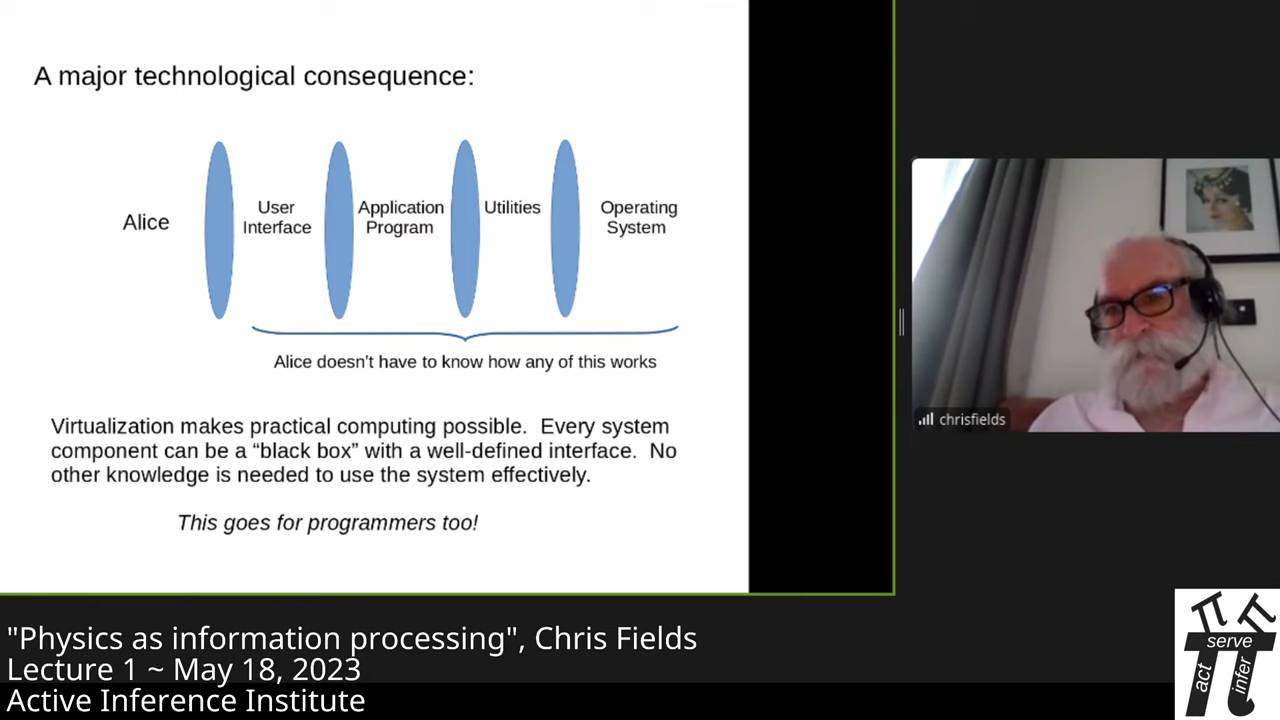 A major technological consequence:
Alice
User
Interface
Application
Program
Utilities
Operating
System
Alice doesn't have to know how any of this works
Virtualization makes practical computing possible.  Every system
component can be a “black box” with a well-defined interface.  No
other knowledge is needed to use the system effectively.
This goes for programmers too!
chrisfields
"Physics as information processing", Chris Fields
Lecture 1 ~ May 18, 2023
Active Inference Institute
serve
act
infer